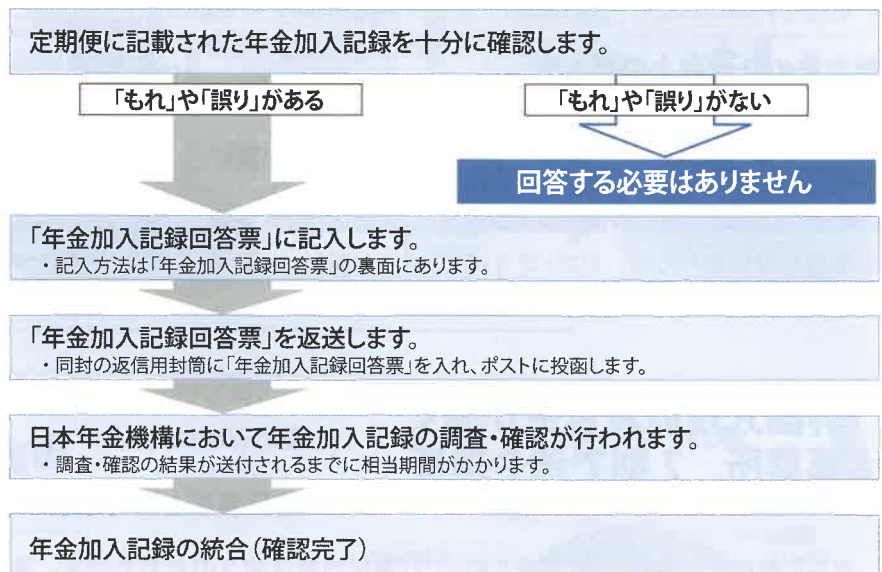 定期便に記載された年金加入記録を十分に確認します。
「もれ」や「誤り」がある
「もれ」や「誤り」がない
回答する必要はありません
「年金加入記録回答票」に記入します。
・記入方法は「年金加入記録回答票」の裏面にあります。
「年金加入記録回答票」を返送します。
・同封の返信用封筒に「年金加入記録回答票」を入れ、ポストに投函します。
日本年金機構において年金加入記録の調査・確認が行われます。
・調査・確認の結果が送付されるまでに相当期間がかかります。
年金加入記録の統合(確認完了)